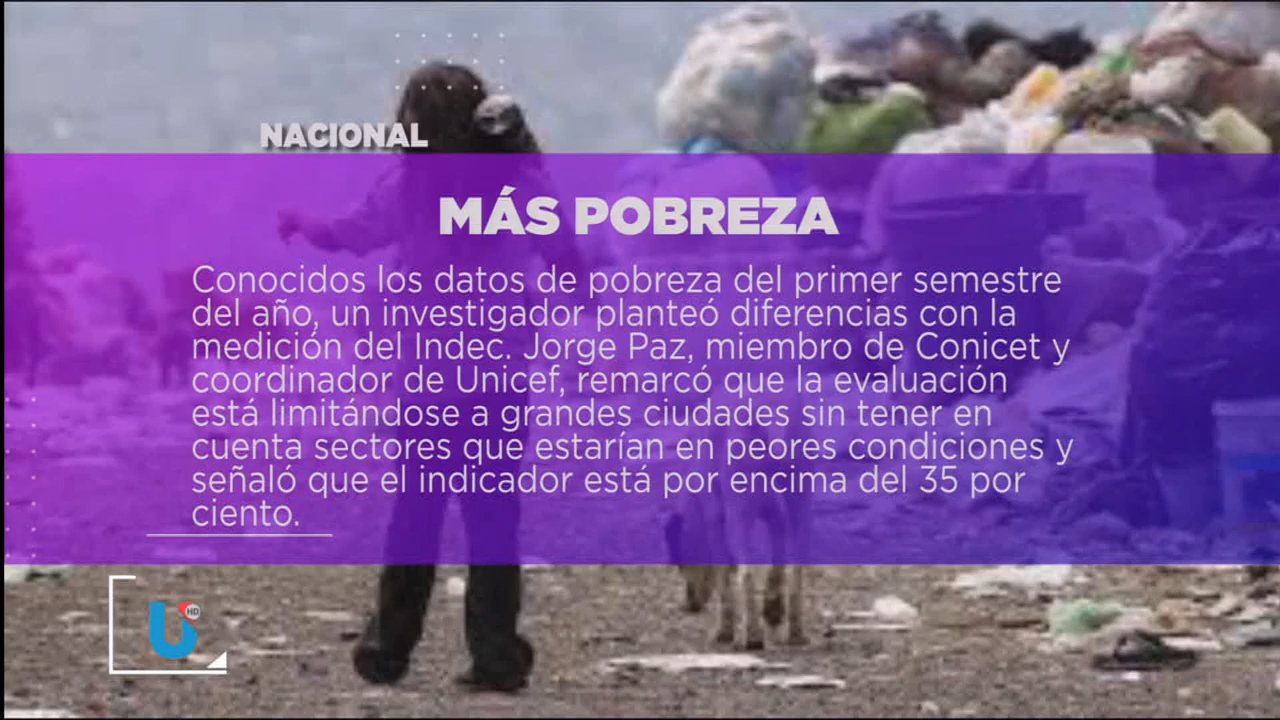 NACIONAL
MÁS POBREZA
Conocidos los datos de pobreza del primer semestre
del año, un investigador planteó diferencias con la
medición del Indec. Jorge Paz, miembro de Conicet y
coordinador de Unicef, remarcó que la evaluación
está limitándose a grandes ciudades sin tener en
cuenta sectores que estarían en peores condiciones y
señaló que el indicador está por encima del 35 por
ciento.
U HD